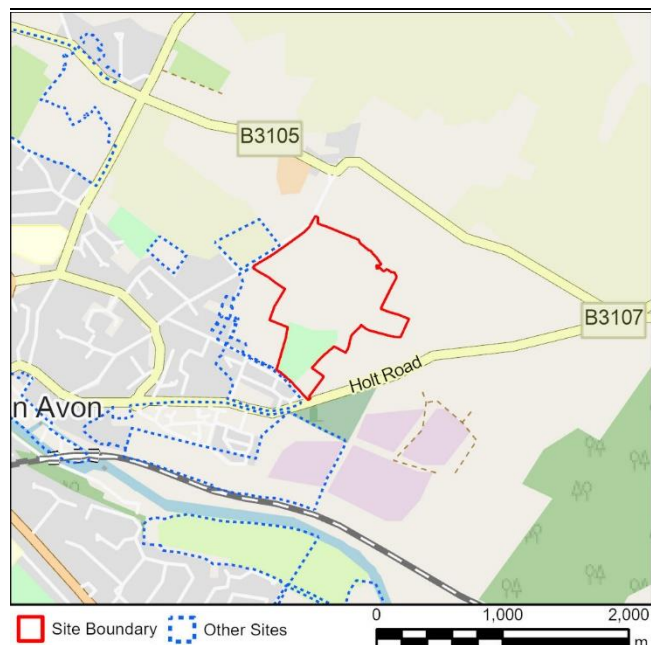 B3105
B3107
Holt Road
n Avon
Site Boundary
Other Sites
0 1,000 2,000
m